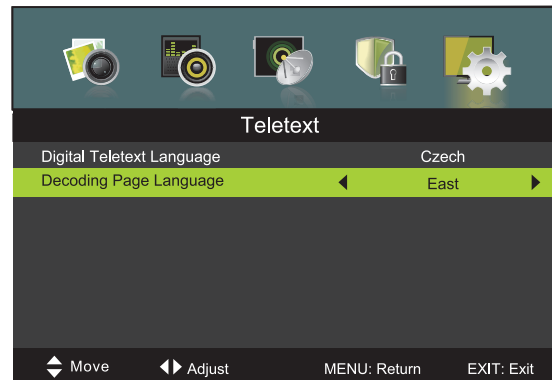 Teletext
Digital Teletext Language Czech
Decoding Page Language East
Move Adjust MENU: Return EXIT: Exit